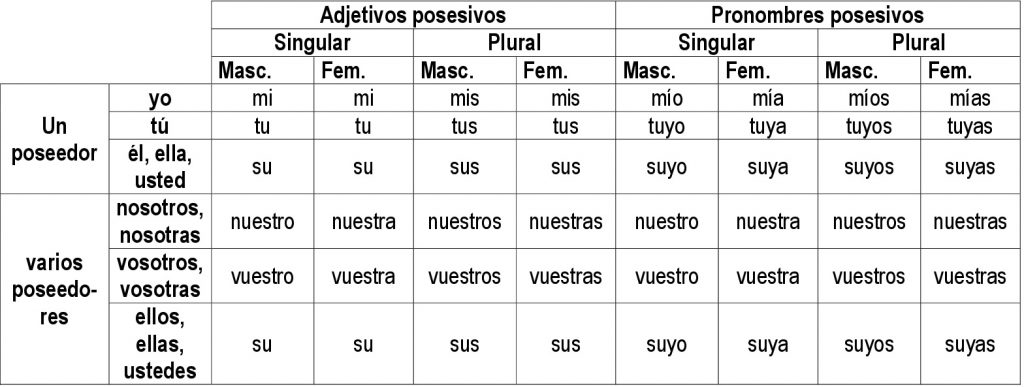 Adjetivos posesivos Pronombres posesivos
Singular Plural Singular Plural
Masc. Fem. Masc. Fem. Masc. Fem. Masc. Fem.
Un
poseedor
yo mi mi mis mis mío mía míos mías
tú tu tu tus tus tuyo tuya tuyos tuyas
él, ella,
usted su su sus sus suyo suya suyos suyas
varios
poseedo-
res
nosotros,
nosotras nuestro nuestra nuestros nuestras nuestro nuestra nuestros nuestras
vosotros,
vosotras vuestro vuestra vuestros vuestras vuestro vuestra vuestros vuestras
ellos,
ellas,
ustedes su su sus sus suyo suya suyos suyas